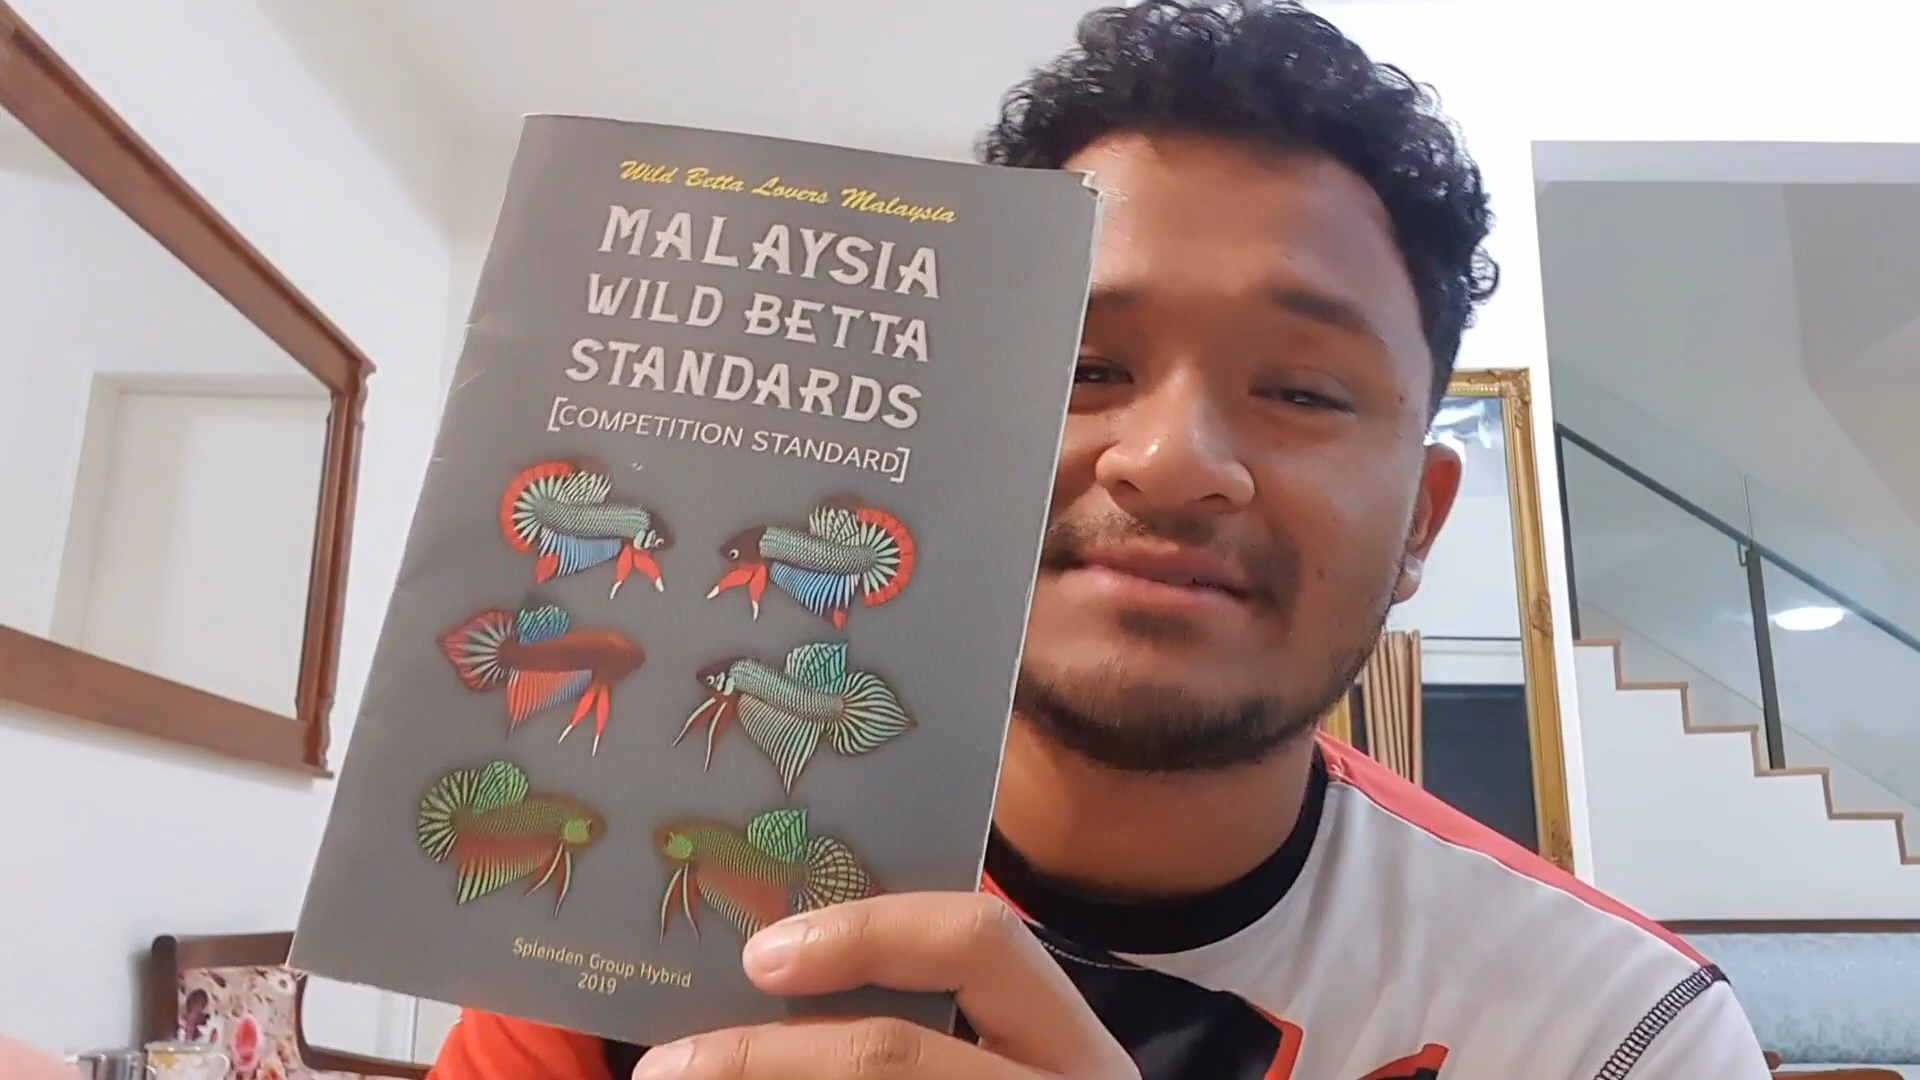 Wild Betta Lovers Malaysia
MALAYSIA
WILD BETTA
STANDARDS
[COMPETITION STANDARD]
Splenden Group Hybrid
2019